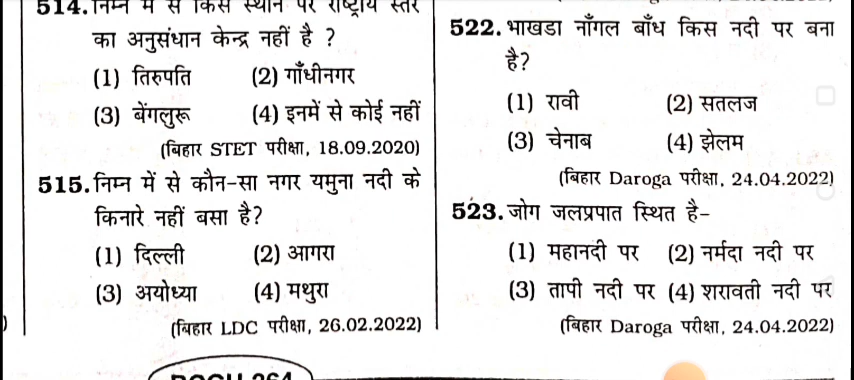 514. निम्न में से किस स्थान पर राष्ट्रीय स्तर
का अनुसंधान केन्द्र नहीं है ?
(1) तिरुपति (2) गाँधीनगर
(3) बेंगलुरू (4) इनमें से कोई नहीं
(बिहार STET परीक्षा, 18.09.2020)
515. निम्न में से कौन-सा नगर यमुना नदी के
किनारे नहीं बसा है?
(1) दिल्ली (2) आगरा
(3) अयोध्या (4) मथुरा
(बिहार LDC परीक्षा, 26.02.2022)
522. भाखडा नाँगल बाँध किस नदी पर बना
है?
(1) रावी (2) सतलज
(3) चेनाब (4) झेलम
(बिहार Daroga परीक्षा, 24.04.2022)
523. जोग जलप्रपात स्थित है-
(1) महानदी पर (2) नर्मदा नदी पर
(3) तापी नदी पर (4) शरावती नदी पर
(बिहार Daroga परीक्षा, 24.04.2022)